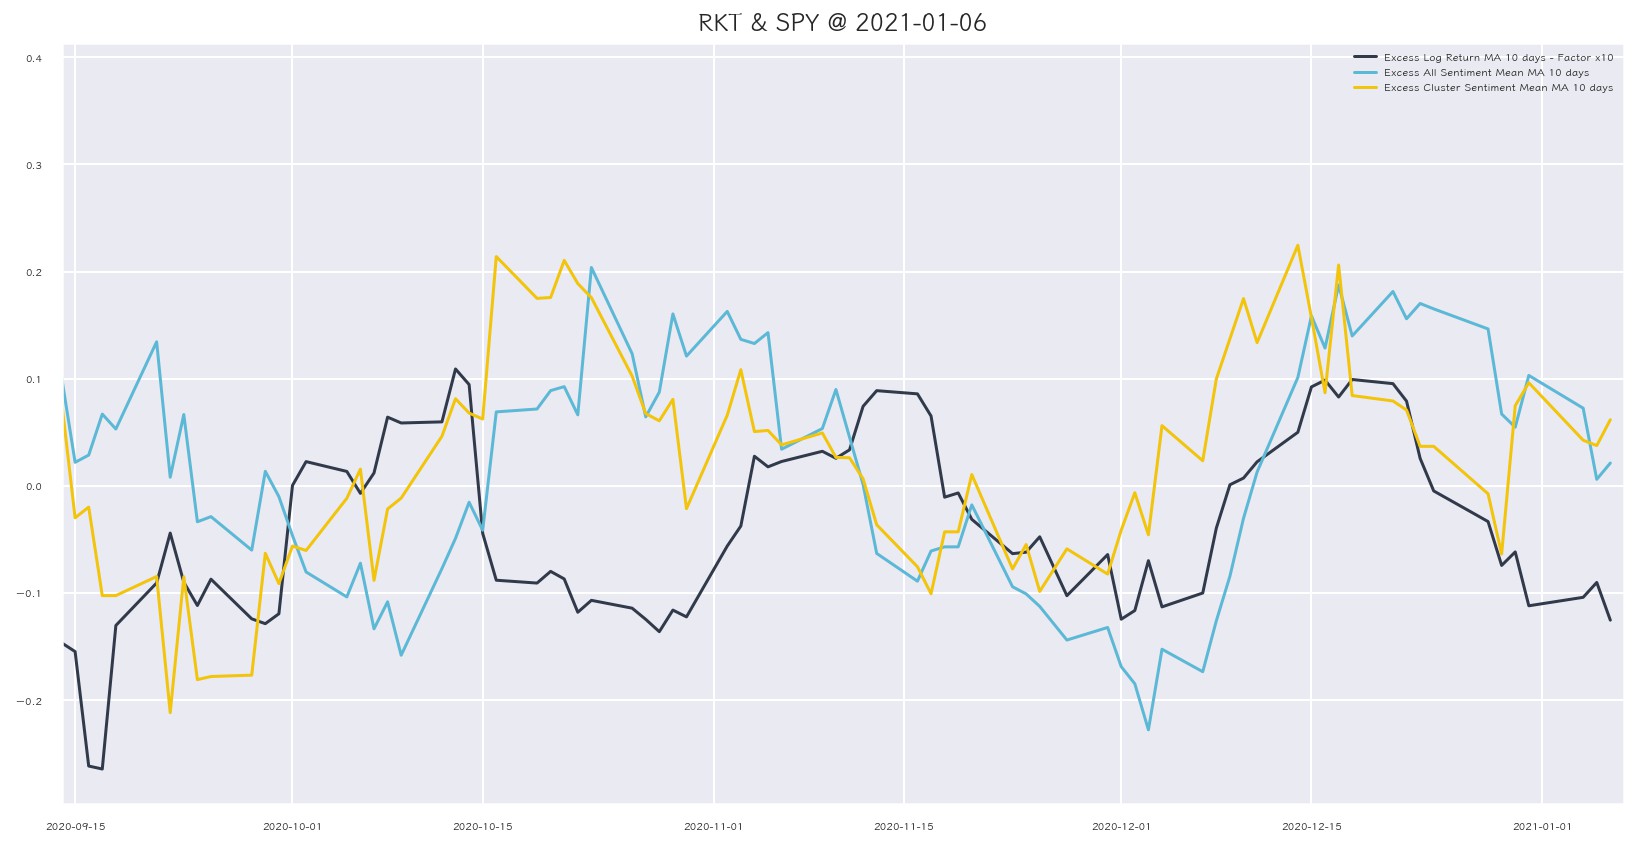 RKT & SPY @ 2021-01-06
Excess Log Return MA 10 days - Factor x10
Excess All Sentiment Mean MA 10 days
Excess Cluster Sentiment Mean MA 10 days
0.4
0.3
0.2
0.1
0.0
−0.1
−0.2
2020-09-15 2020-10-01 2020-10-15 2020-11-01 2020-11-15 2020-12-01 2020-12-15 2021-01-01